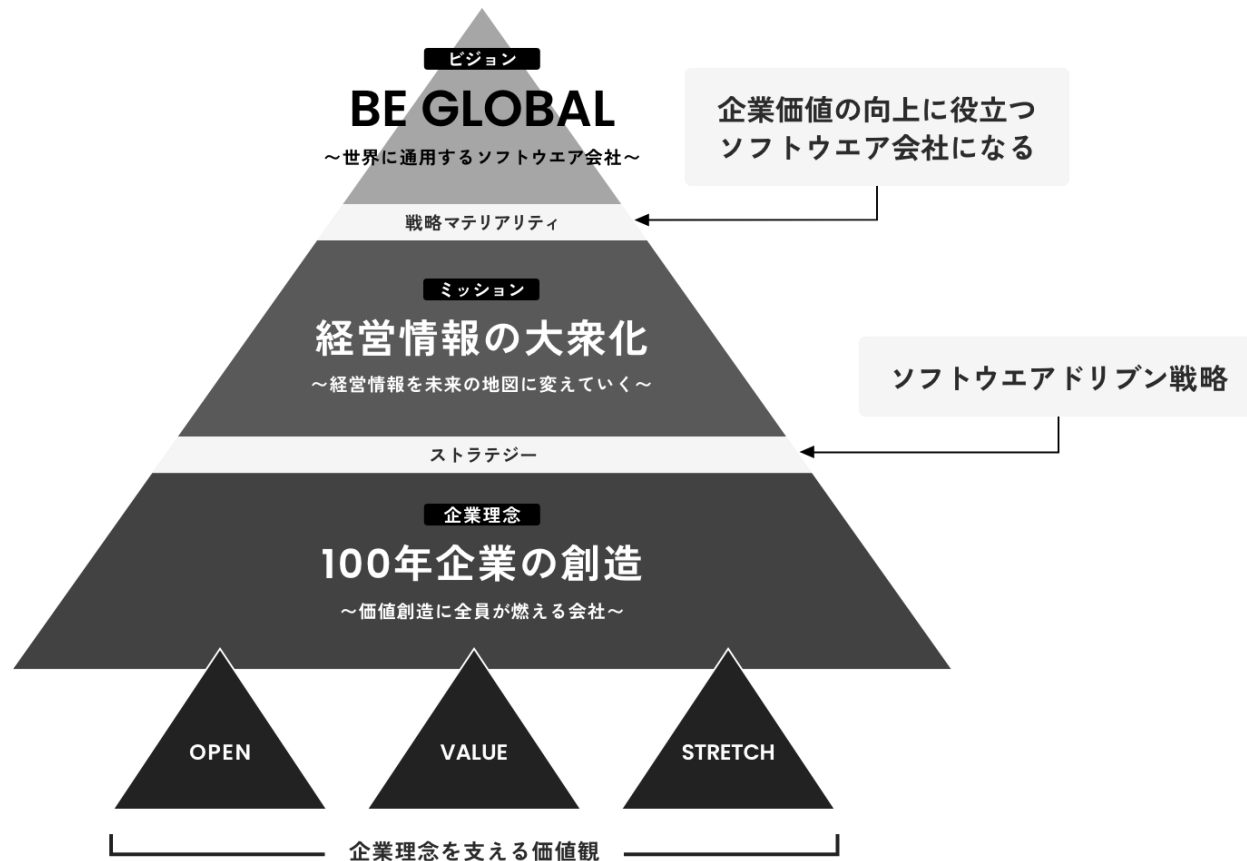 ビジョン
BE GLOBAL
～世界に通用するソフトウエア会社～
企業価値の向上に役立つ
ソフトウエア会社になる
戦略マテリアリティ
ミッション
経営情報の大衆化
～経営情報を未来の地図に変えていく～
ソフトウエアドリブン戦略
ストラテジー
企業理念
100年企業の創造
～価値創造に全員が燃える会社～
OPEN
VALUE
STRETCH
企業理念を支える価値観